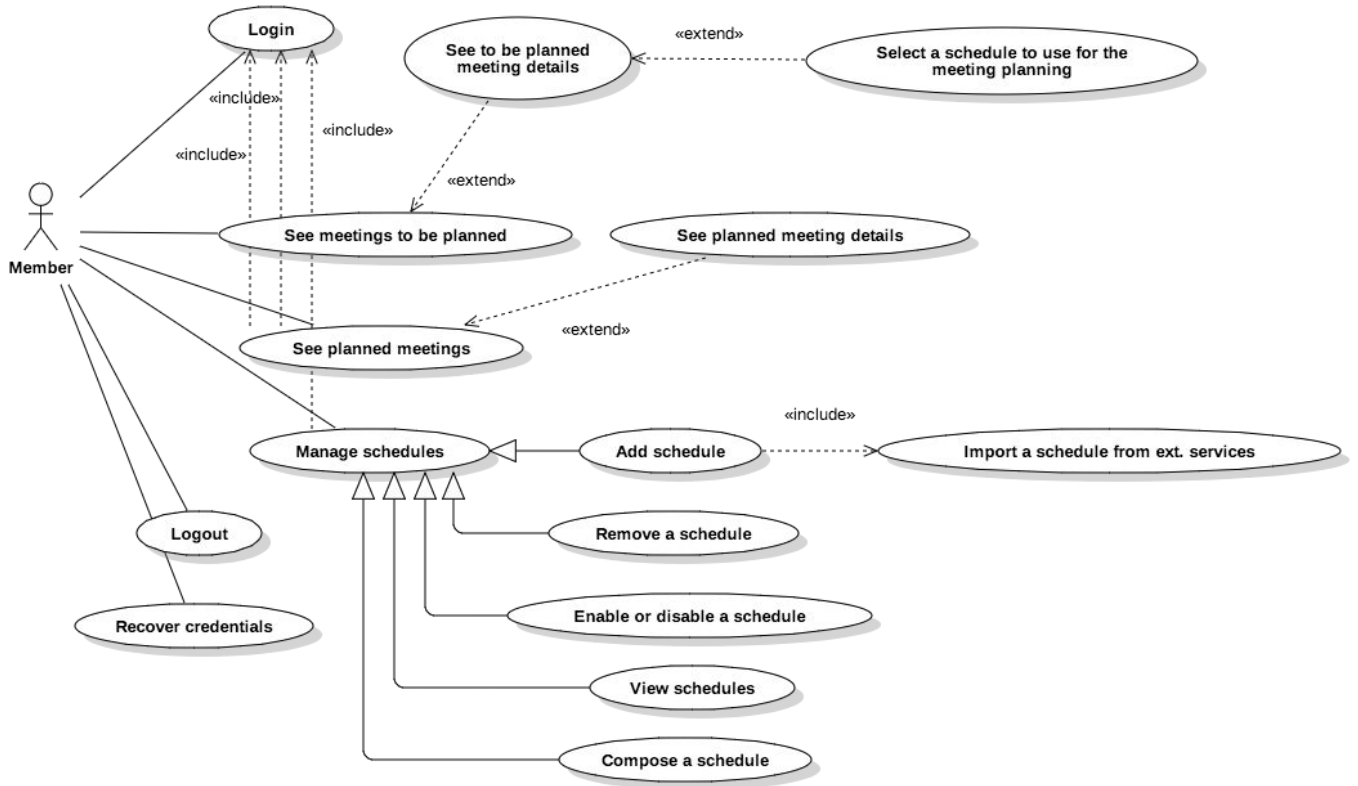 Login
See to be planned
meeting details
«extend»
Select a schedule to use for the
meeting planning
«include»
«include»
«include»
«extend»
Member
See meetings to be planned
See planned meeting details
«extend»
See planned meetings
Manage schedules
Add schedule
«include»
Import a schedule from ext. services
Logout
Remove a schedule
Recover credentials
Enable or disable a schedule
View schedules
Compose a schedule